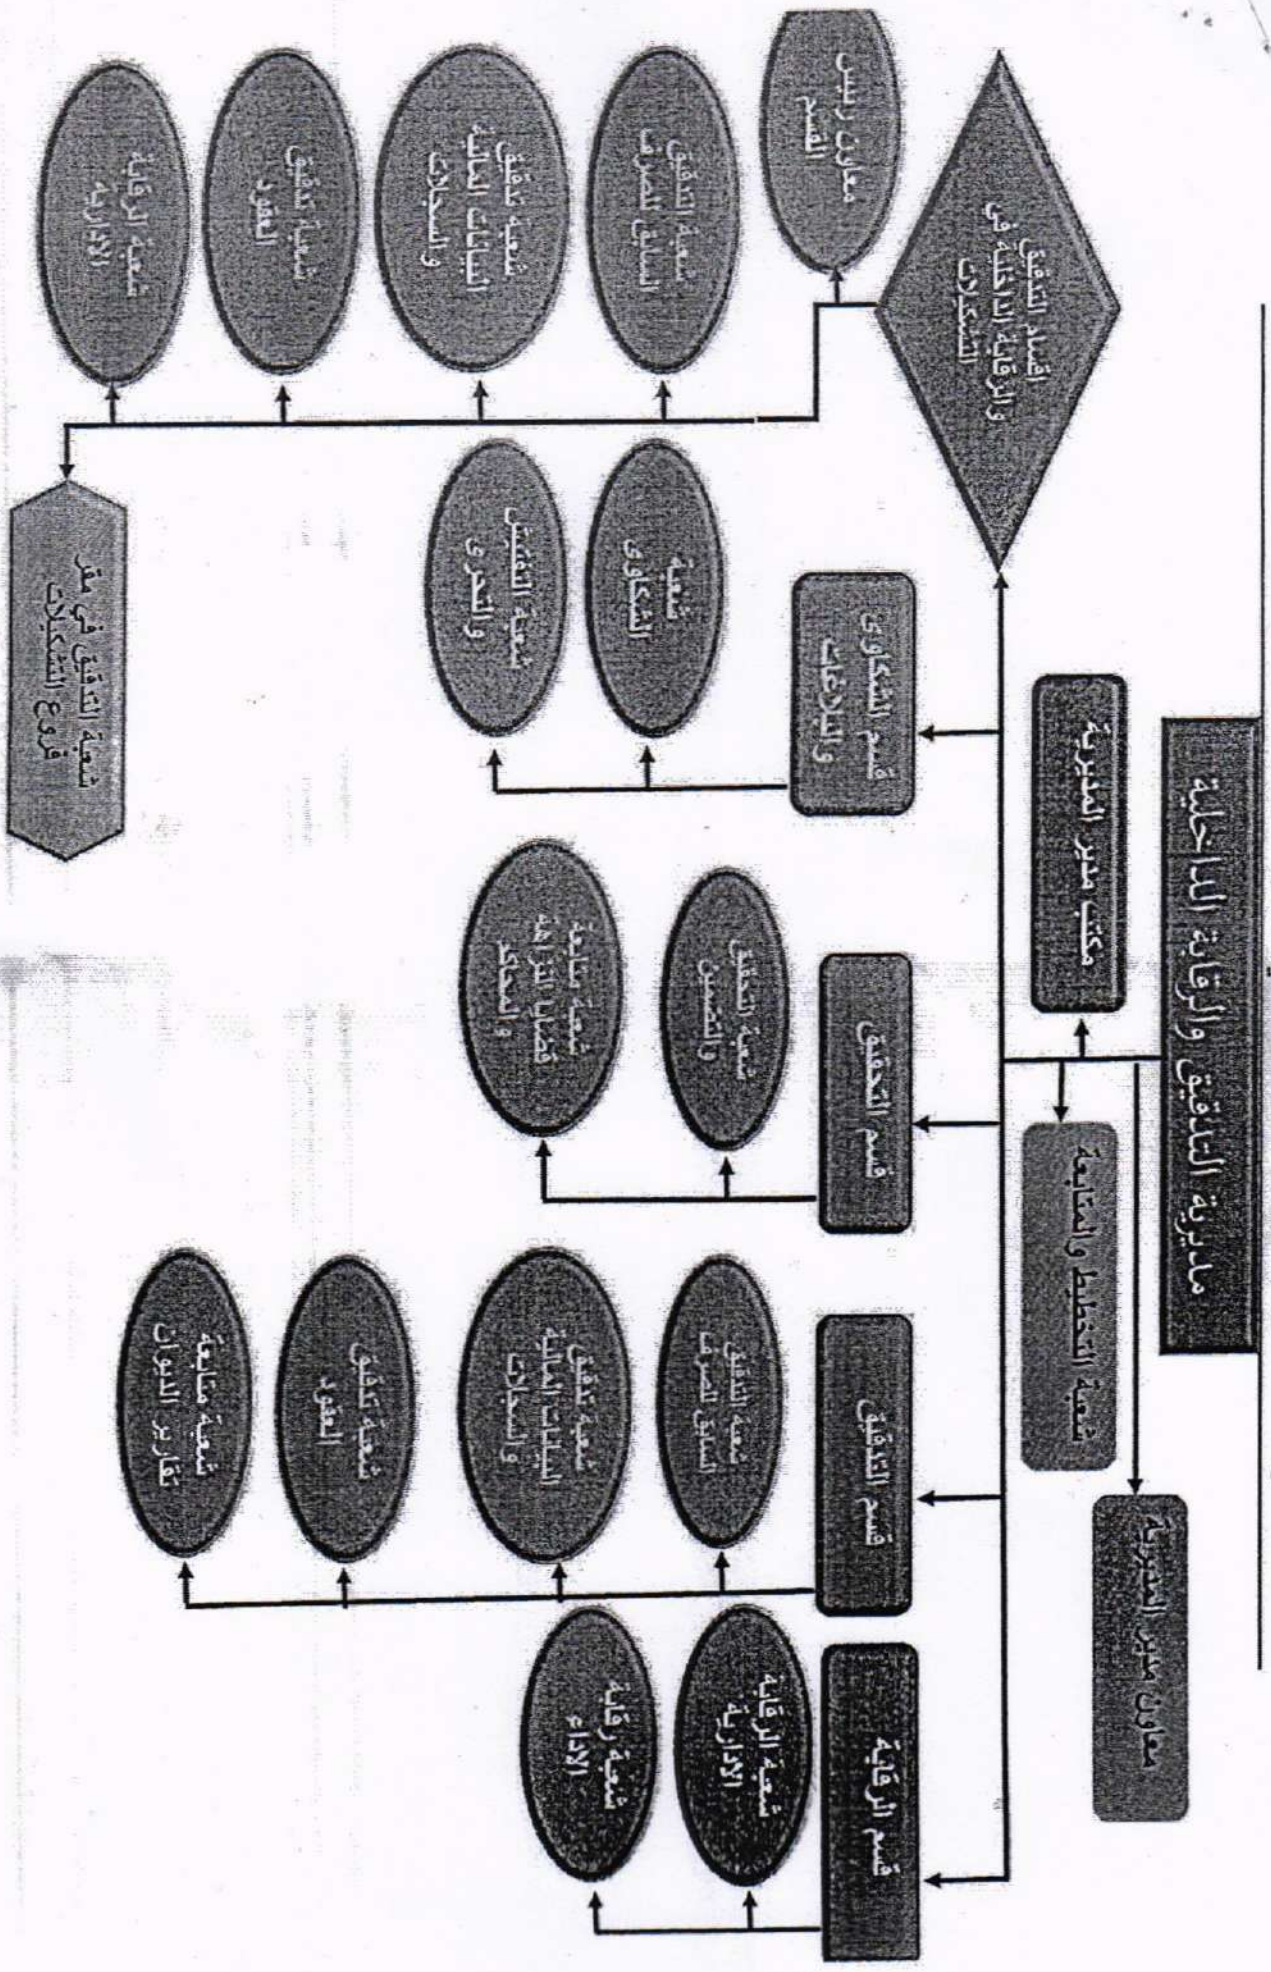 مديرية التدقيق والرقابة الداخلية
معاون مدير المديرية
مكتب مدير المديرية
شعبة التخطيط والمتابعة
قسم الرقابة
شعبة الرقابة
الادارية
شعبة رقابة
الاداء
قسم التدقيق
شعبة التدقيق
السابق للصرف
شعبة تدقيق
البيانات المالية
والسجلات
شعبة تدقيق
العقود
شعبة متابعة
تقارير الديوان
قسم التحقيق
شعبة التحقيق
والتضمين
شعبة متابعة
قضايا النزاهة
والمحاكم
قسم الشكاوى
والبلاغات
شعبة
الشكاوى
شعبة التفتيش
والتحري
اقسام التدقيق
والرقابة الداخلية في
التشكيلات
معاون رئيس
القسم
شعبة التدقيق
السابق للصرف
شعبة تدقيق
البيانات المالية
والسجلات
شعبة تدقيق
العقود
شعبة الرقابة
الادارية
شعبة التدقيق في مقر
فروع التشكيلات